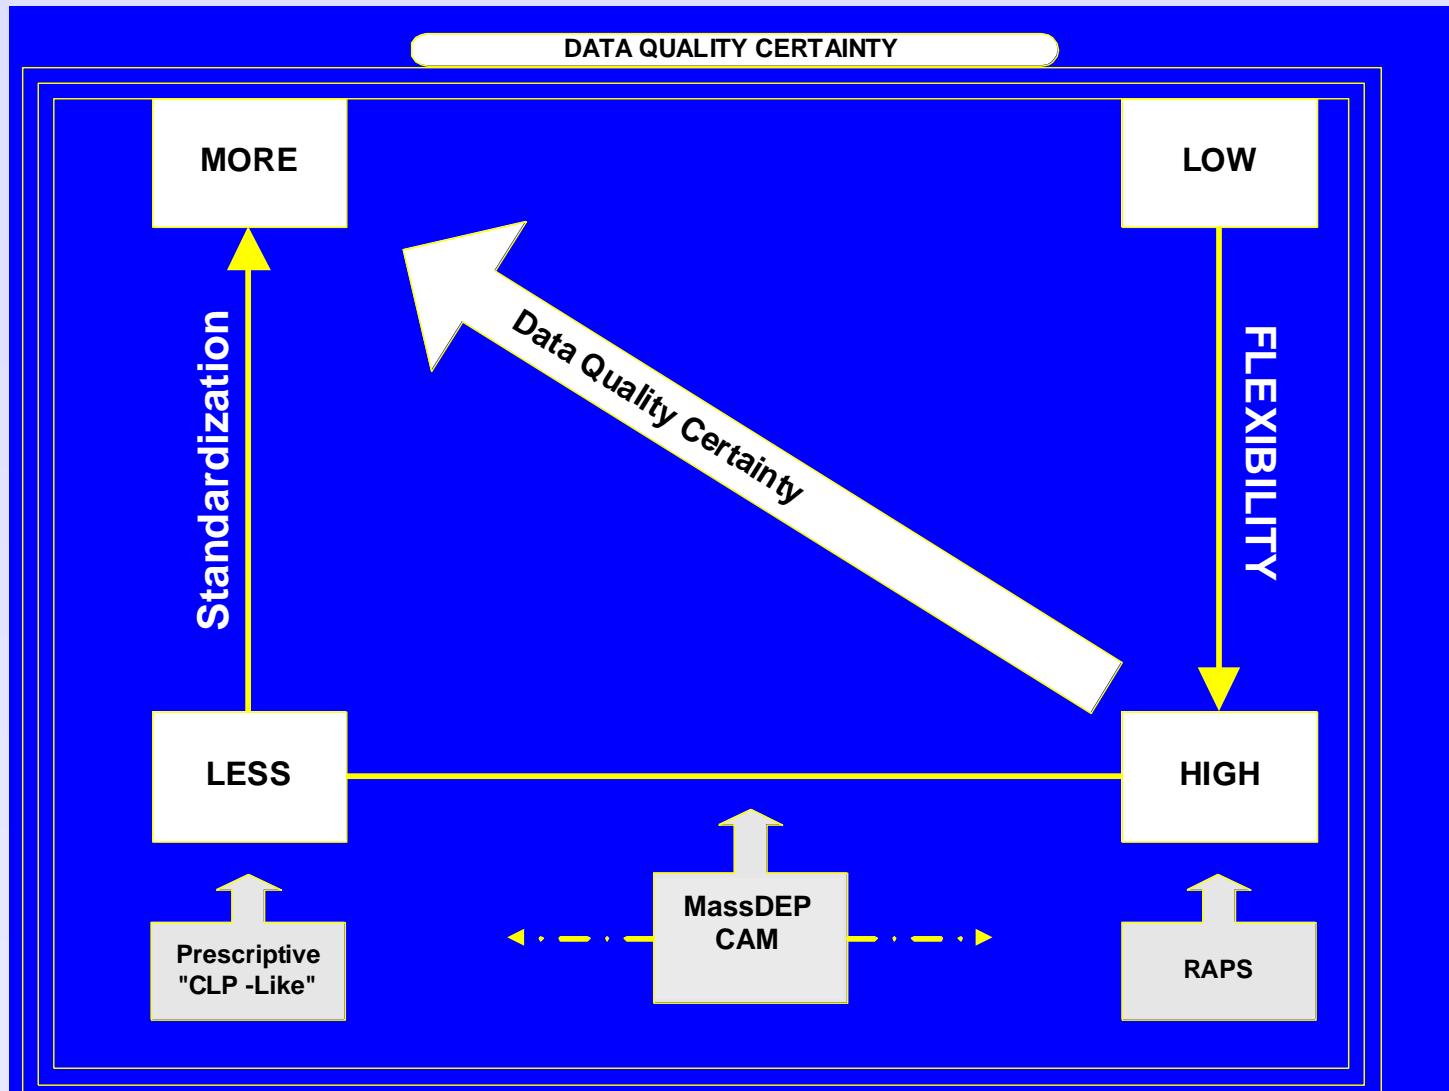 DATA QUALITY CERTAINTY
MORE
LOW
Standardization
Data Quality Certainty
FLEXIBILITY
LESS
HIGH
Prescriptive
"CLP -Like"
MassDEP
CAM
RAPS